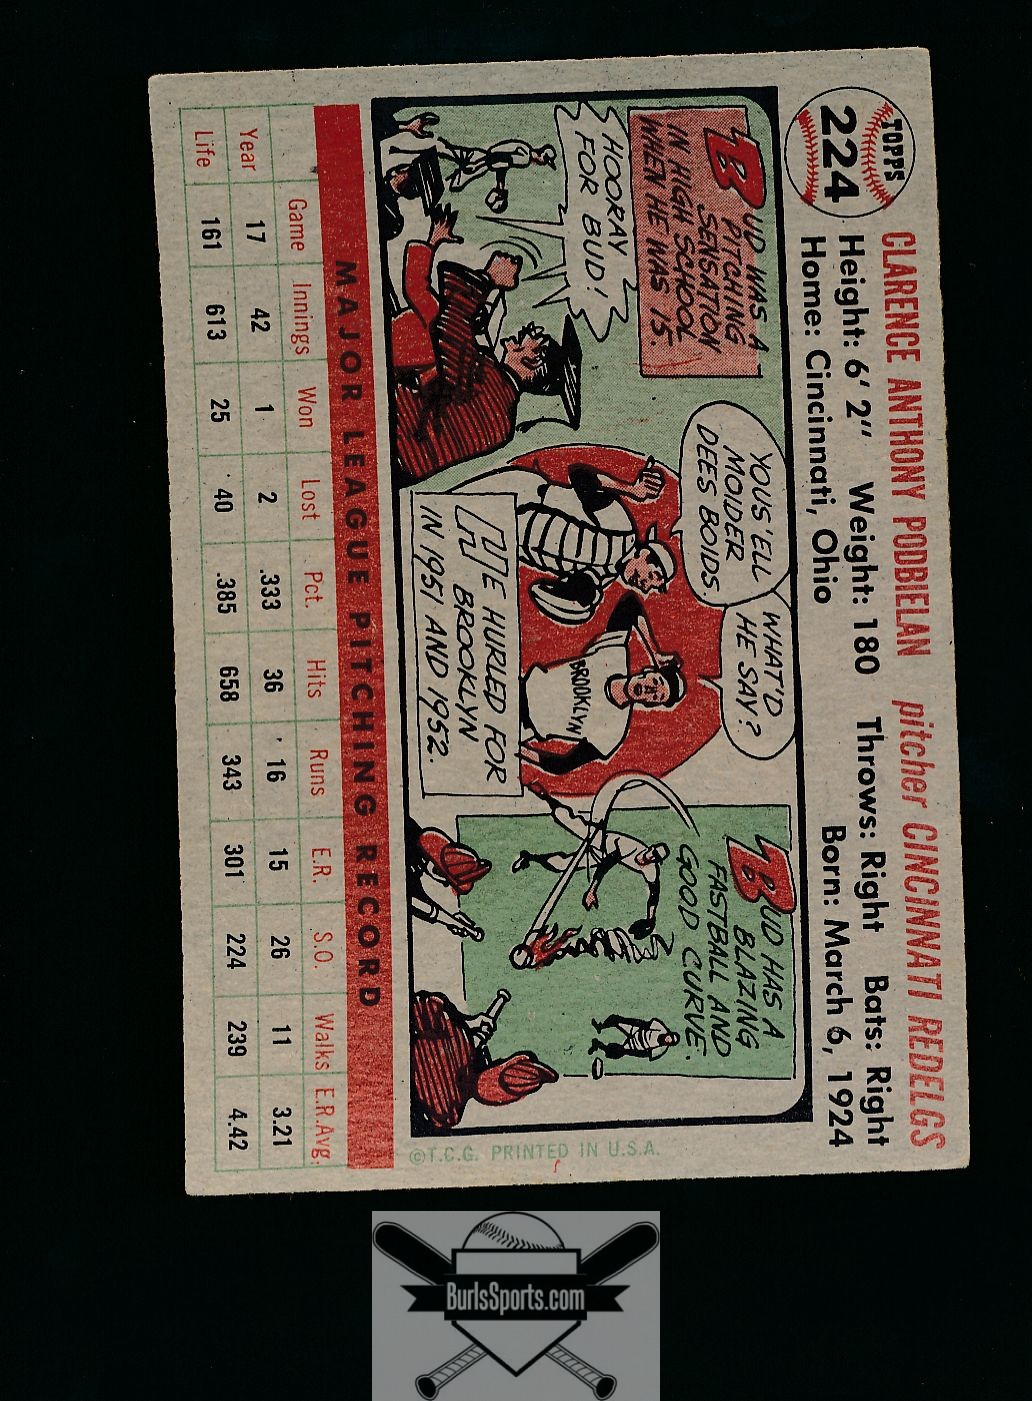 TOPPS
224
CLARENCE ANTHONY PODBIELAN pitcher CINCINNATI REDELGS
Height: 6' 2" Weight: 180 Throws: Right Bats: Right
Home: Cincinnati, Ohio Born: March 6, 1924
BUD WAS A
PITCHING
SENSATION
IN HIGH SCHOOL
WHEN HE WAS 15.
HOORAY
FOR BUD!
YOUS'ELL
MOIDER
DEES BOIDS.
WHAT'D
HE SAY?
BROOKLYN
HE HURLED FOR
BROOKLYN
IN 1951 AND 1952.
BUD HAS A
BLAZING
FASTBALL AND
GOOD CURVE.
©T.C.G. PRINTED IN U.S.A.
MAJOR LEAGUE PITCHING RECORD
Game Innings Won Lost Pct. Hits Runs E.R. S.O. Walks E.R.Avg.
Year 17 42 1 2 .333 36 16 15 26 11 3.21
Life 161 613 25 40 .385 658 343 301 224 239 4.42
BurlsSports.com